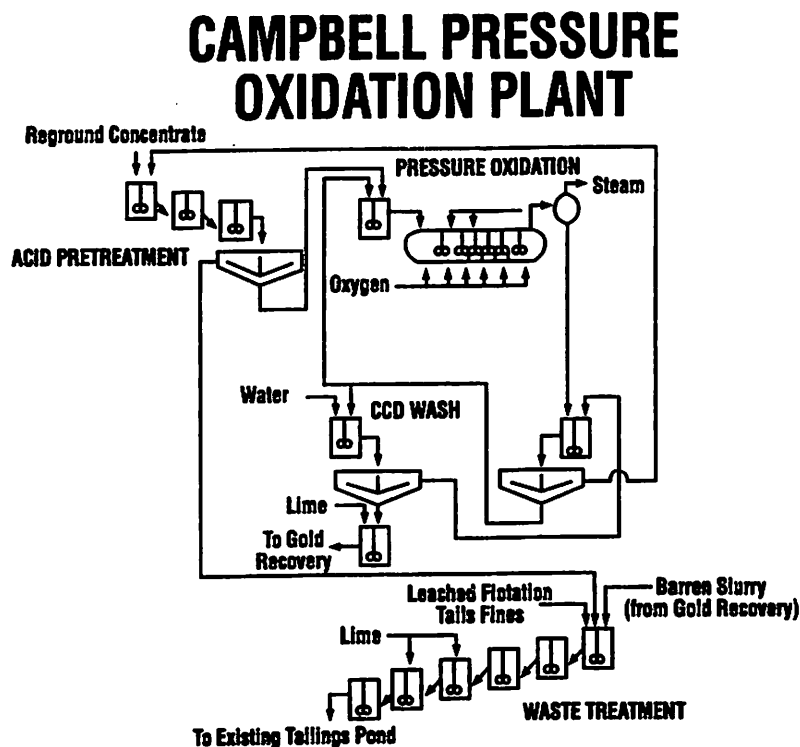 CAMPBELL PRESSURE
OXIDATION PLANT
Reground Concentrate
PRESSURE OXIDATION
Steam
ACID PRETREATMENT
Oxygen
Water
CCD WASH
Lime
To Gold
Recovery
Leached Flotation
Tails Fines
Barren Slurry
(from Gold Recovery)
Lime
WASTE TREATMENT
To Existing Tailings Pond